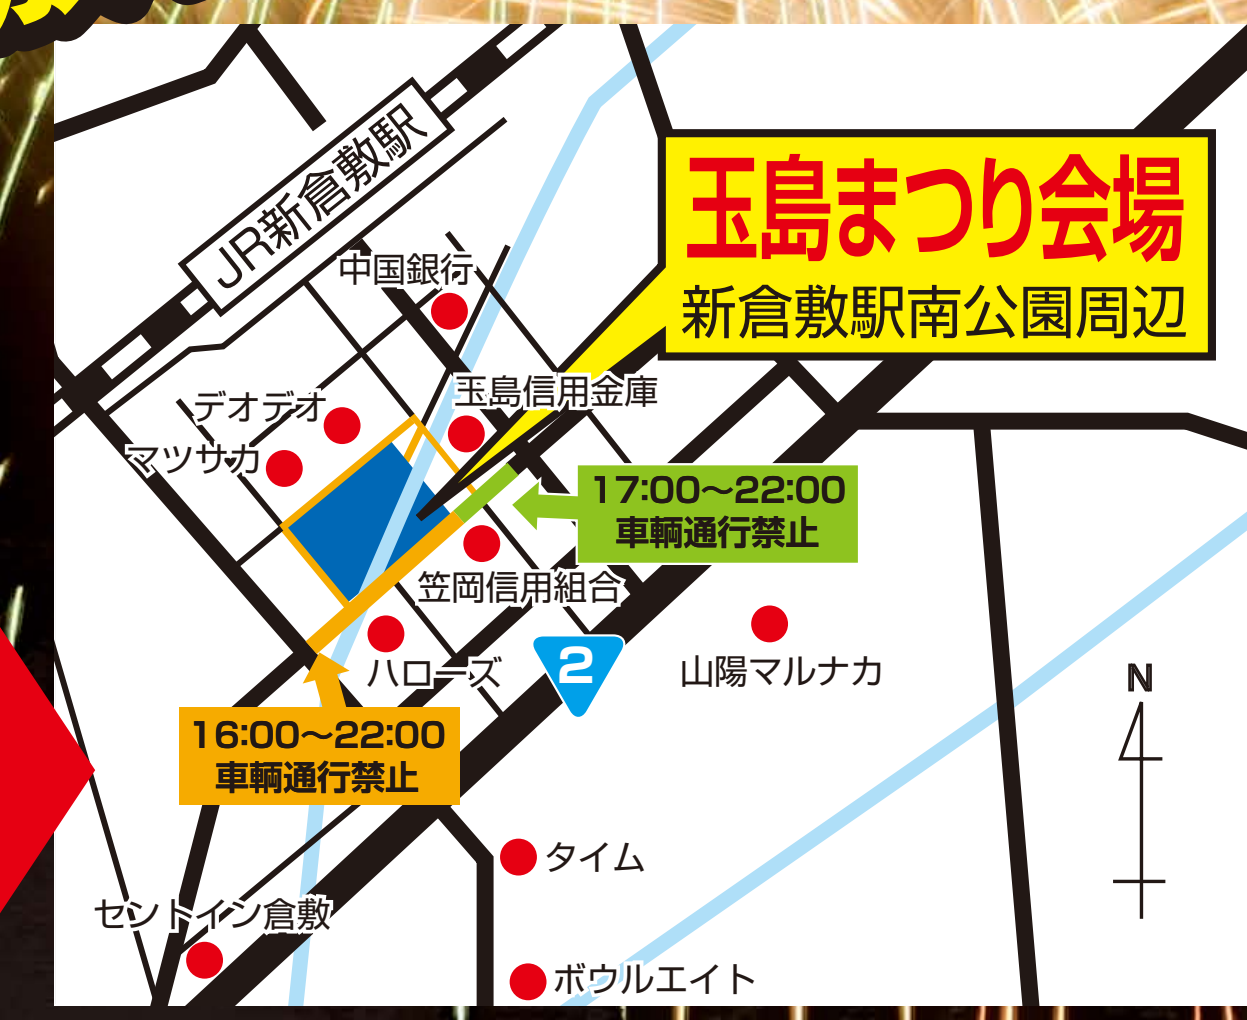 玉島まつり会場
新倉敷駅南公園周辺
JR新倉敷駅
中国銀行
玉島信用金庫
デオデオ
マツサカ
17:00〜22:00
車輌通行禁止
笠岡信用組合
ハローズ
2
山陽マルナカ
N
16:00〜22:00
車輌通行禁止
タイム
セントイン倉敷
ボウルエイト